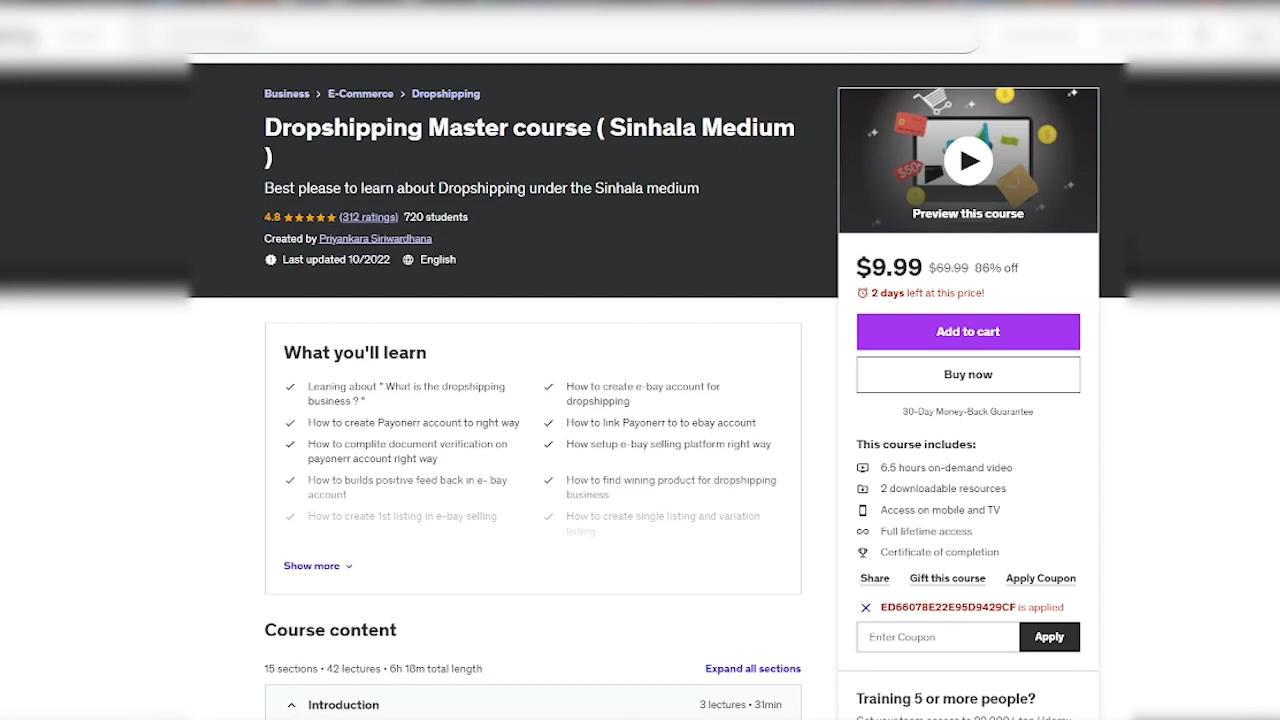 Business > E-Commerce > Dropshipping
Dropshipping Master course ( Sinhala Medium
)
Best please to learn about Dropshipping under the Sinhala medium
4.8 ★★★★★ (312 ratings) 720 students
Created by Priyankara Siriwardhana
Last updated 10/2022 English
What you'll learn
Leaning about " What is the dropshipping
business ? "
How to create e-bay account for
dropshipping
How to create Payonerr account to right way
How to link Payonerr to to ebay account
How to complite document verification on
payonerr account right way
How setup e-bay selling platform right way
How to builds positive feed back in e- bay
account
How to find wining product for dropshipping
business
How to create 1st listing in e-bay selling
How to create single listing and variation
listing
Show more
Course content
15 sections • 42 lectures • 6h 18m total length
Expand all sections
Introduction
3 lectures • 31min
$50
Preview this course
$9.99 $69.99 86% off
2 days left at this price!
Add to cart
Buy now
30-Day Money-Back Guarantee
This course includes:
6.5 hours on-demand video
2 downloadable resources
Access on mobile and TV
Full lifetime access
Certificate of completion
Share Gift this course Apply Coupon
ED66078E22E95D9429CF is applied
Enter Coupon Apply
Training 5 or more people?